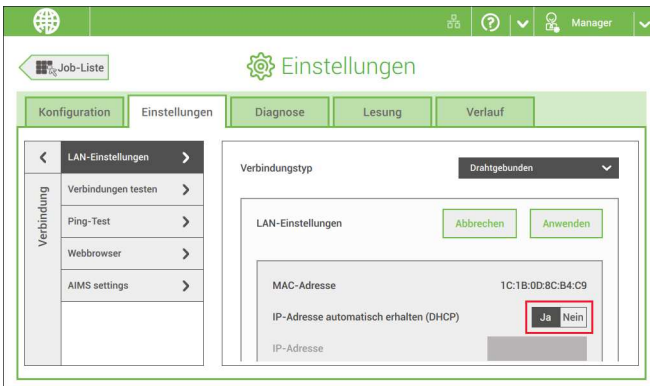 Manager
Job-Liste
Einstellungen
Konfiguration
Einstellungen
Diagnose
Lesung
Verlauf
Verbindung
LAN-Einstellungen
Verbindungen testen
Ping-Test
Webbrowser
AIMS settings
Verbindungstyp
Drahtgebunden
LAN-Einstellungen
Abbrechen
Anwenden
MAC-Adresse
1C:1B:0D:8C:B4:C9
IP-Adresse automatisch erhalten (DHCP)
Ja Nein
IP-Adresse